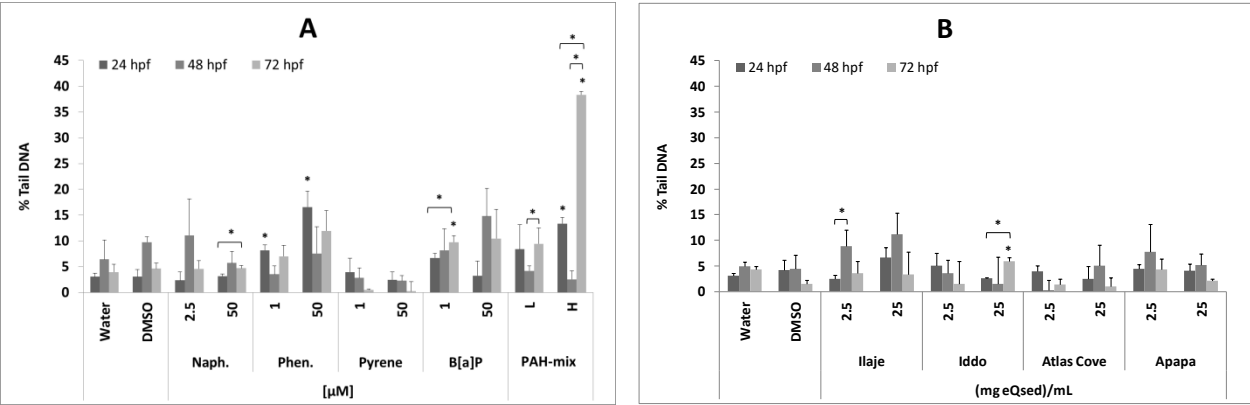 A
*
*
45
40
35
30
25
20
15
10
5
0
% Tail DNA
24 hpf
48 hpf
72 hpf
*
*
*
*
*
*
*
*
Water
DMSO
2.5
50
1
50
1
50
1
50
L
H
Naph.
Phen.
Pyrene
B[a]P
PAH-mix
[µM]
B
45
40
35
30
25
20
15
10
5
0
% Tail DNA
24 hpf
48 hpf
72 hpf
*
*
*
Water
DMSO
2.5
25
2.5
25
2.5
25
2.5
25
Ilaje
Iddo
Atlas Cove
Apapa
(mg eQsed)/mL